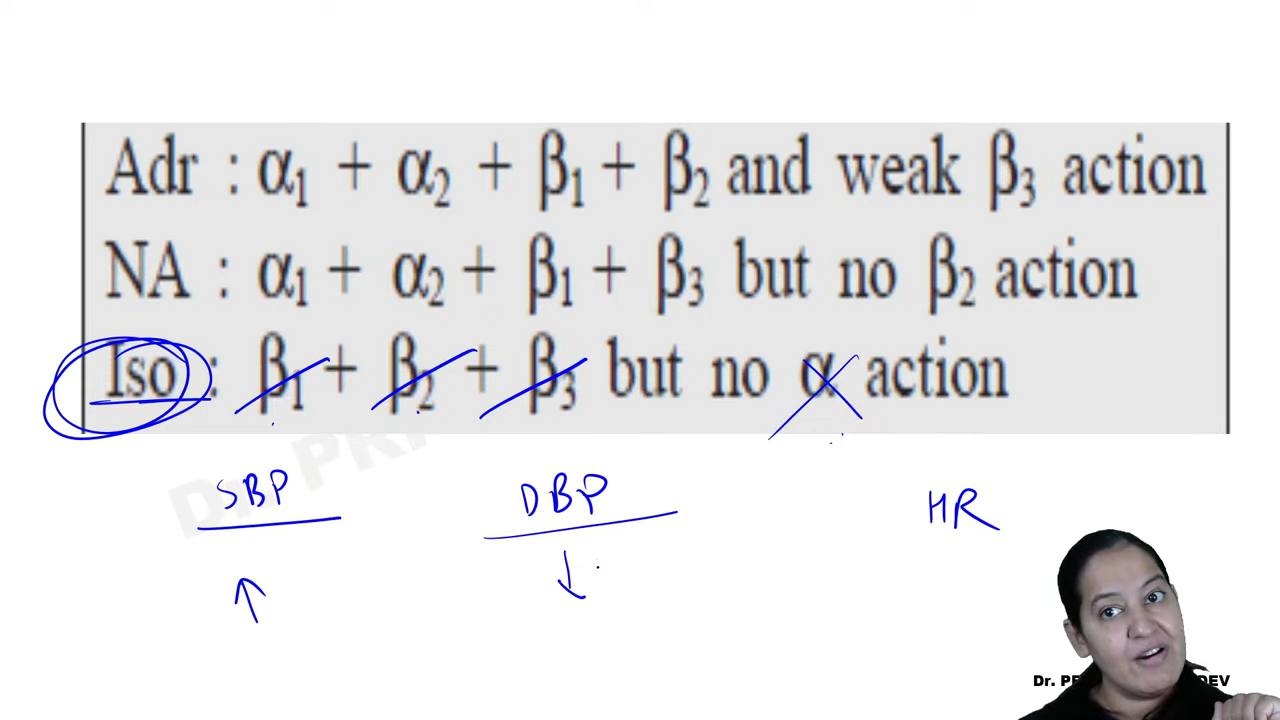 Adr : α₁ + α₂ + β₁ + β₂ and weak β₃ action
NA : α₁ + α₂ + β₁ + β₃ but no β₂ action
Iso : β₁ + β₂ + β₃ but no α action
SBP DBP HR
↑ ↓
Dr. PR
Dr. P DEV